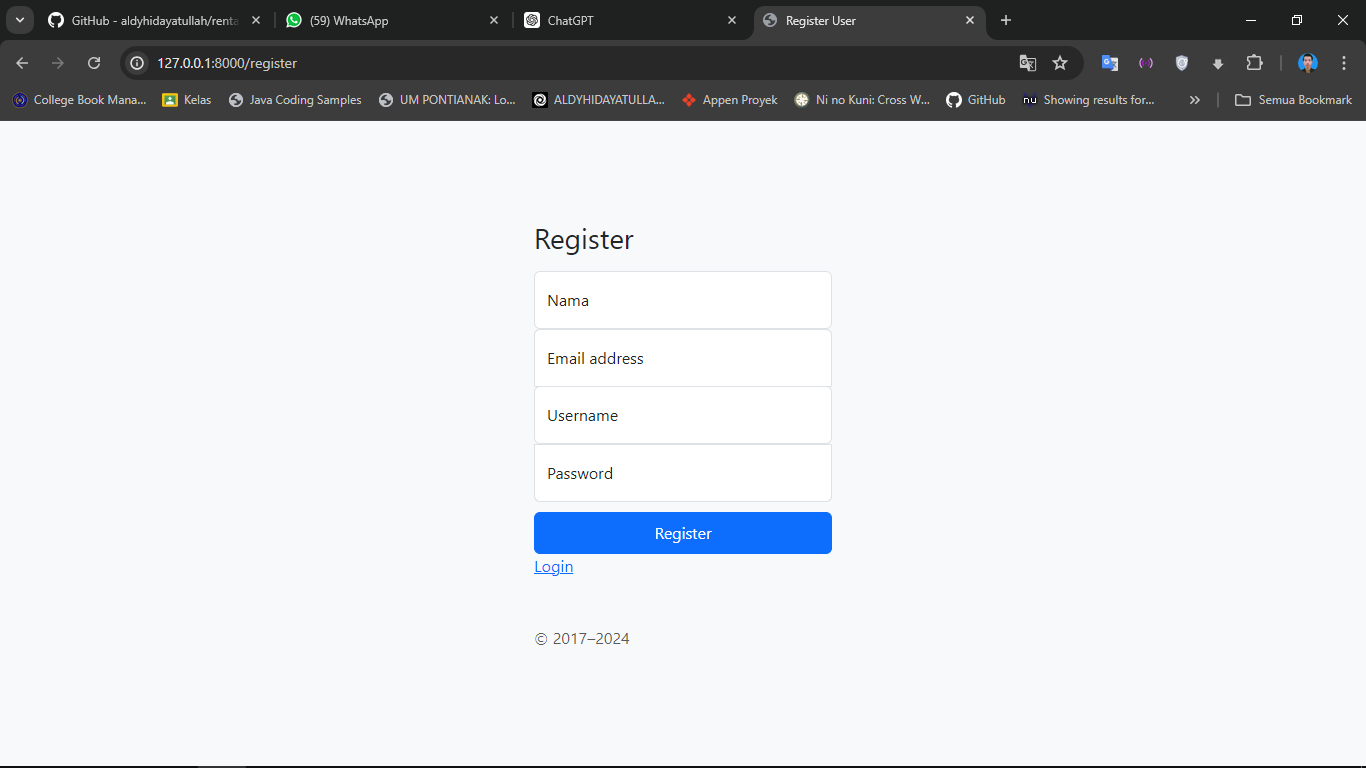 GitHub - aldyhidayatullah/renta
(59) WhatsApp
ChatGPT
Register User
127.0.0.1:8000/register
College Book Mana...
Kelas
Java Coding Samples
UM PONTIANAK: Lo...
ALDYHIDAYATULLA...
Appen Proyek
Ni no Kuni: Cross W...
GitHub
nu
Showing results for...
Semua Bookmark
Register
Nama
Email address
Username
Password
Register
Login
© 2017–2024